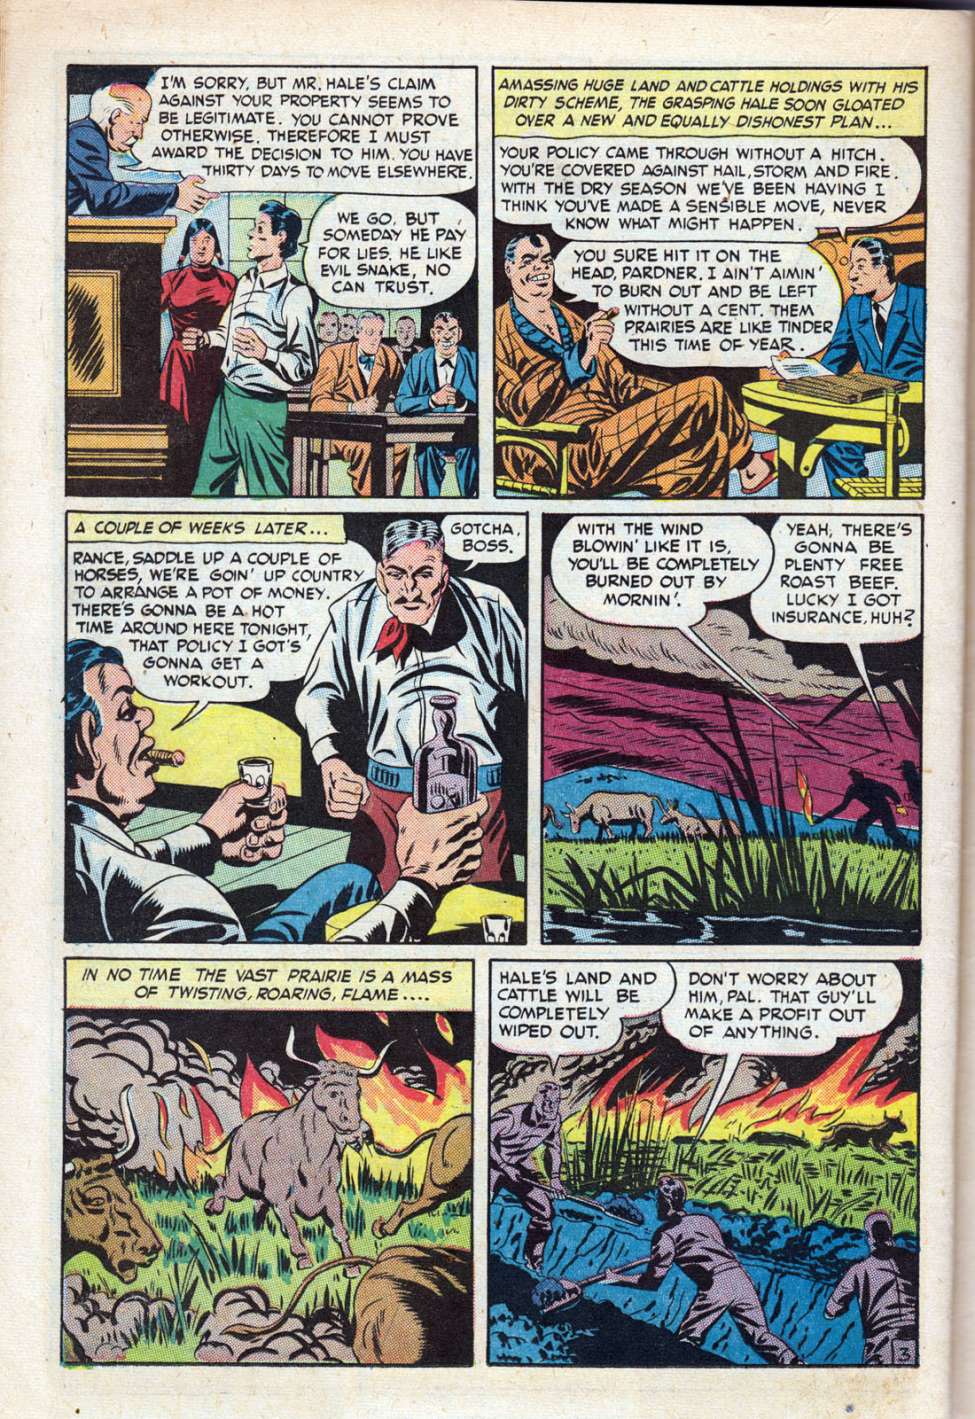 I'M SORRY, BUT MR. HALE'S CLAIM
AGAINST YOUR PROPERTY SEEMS TO
BE LEGITIMATE. YOU CANNOT PROVE
OTHERWISE. THEREFORE I MUST
AWARD THE DECISION TO HIM. YOU HAVE
THIRTY DAYS TO MOVE ELSEWHERE.
WE GO, BUT
SOMEDAY HE PAY
FOR LIES. HE LIKE
EVIL SNAKE, NO
CAN TRUST.
AMASSING HUGE LAND AND CATTLE HOLDINGS WITH HIS
DIRTY SCHEME, THE GRASPING HALE SOON GLOATED
OVER A NEW AND EQUALLY DISHONEST PLAN...
YOUR POLICY CAME THROUGH WITHOUT A HITCH.
YOU'RE COVERED AGAINST HAIL, STORM AND FIRE.
WITH THE DRY SEASON WE'VE BEEN HAVING I
THINK YOU'VE MADE A SENSIBLE MOVE, NEVER
KNOW WHAT MIGHT HAPPEN.
YOU SURE HIT IT ON THE
HEAD, PARDNER. I AIN'T AIMIN'
TO BURN OUT AND BE LEFT
WITHOUT A CENT. THEM
PRAIRIES ARE LIKE TINDER
THIS TIME OF YEAR.
A COUPLE OF WEEKS LATER...
RANCE, SADDLE UP A COUPLE OF
HORSES, WE'RE GOIN' UP COUNTRY
TO ARRANGE A POT OF MONEY.
THERE'S GONNA BE A HOT
TIME AROUND HERE TONIGHT,
THAT POLICY I GOT'S
GONNA GET A
WORKOUT.
GOTCHA,
BOSS.
WITH THE WIND
BLOWIN' LIKE IT IS,
YOU'LL BE COMPLETELY
BURNED OUT BY
MORNIN'.
YEAH, THERE'S
GONNA BE
PLENTY FREE
ROAST BEEF.
LUCKY I GOT
INSURANCE, HUH?
IN NO TIME THE VAST PRAIRIE IS A MASS
OF TWISTING, ROARING, FLAME....
HALE'S LAND AND
CATTLE WILL BE
COMPLETELY
WIPED OUT.
DON'T WORRY ABOUT
HIM, PAL. THAT GUY'LL
MAKE A PROFIT OUT
OF ANYTHING.
3